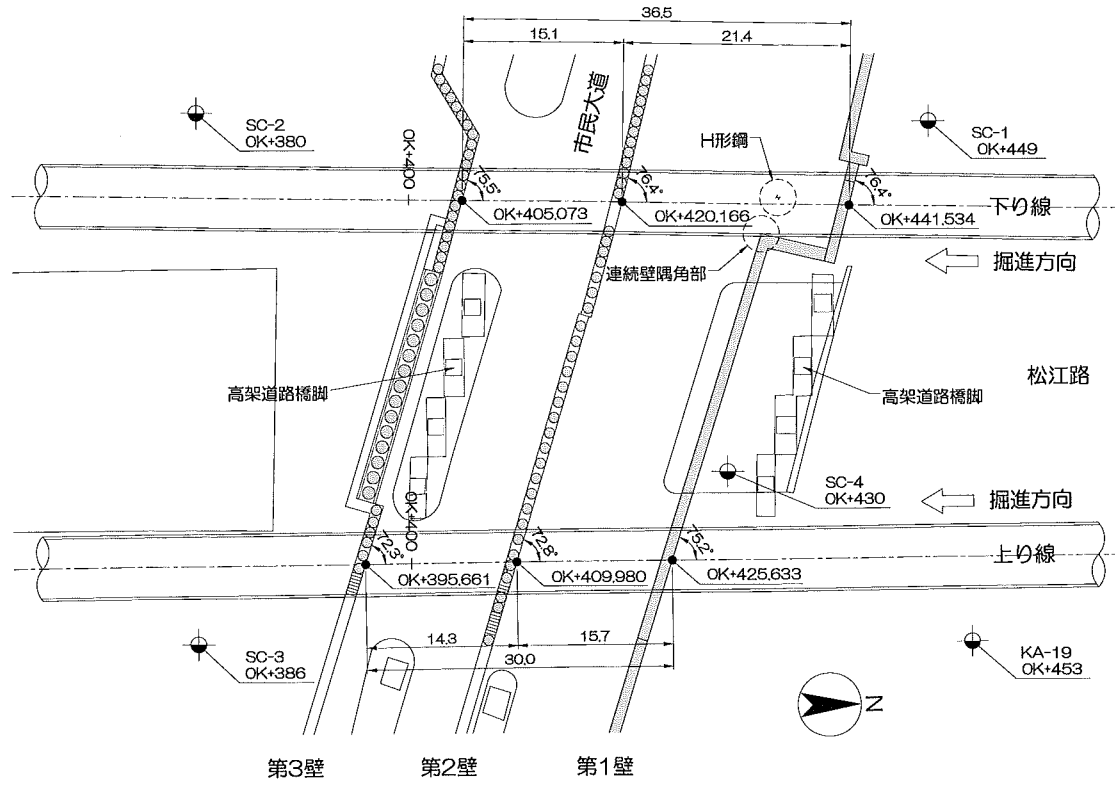 36.5
15.1
21.4
市民大道
SC-2
0K+380
0K+400
H形鋼
SC-1
0K+449
75.5°
76.4°
76.4°
0K+405.073
0K+420.166
0K+441.534
下り線
連続壁隅角部
掘進方向
高架道路橋脚
高架道路橋脚
松江路
SC-4
0K+430
掘進方向
0K+400
72.3°
72.8°
75.2°
上り線
0K+395.661
0K+409.980
0K+425.633
14.3
15.7
30.0
SC-3
0K+386
KA-19
0K+453
N
第3壁
第2壁
第1壁